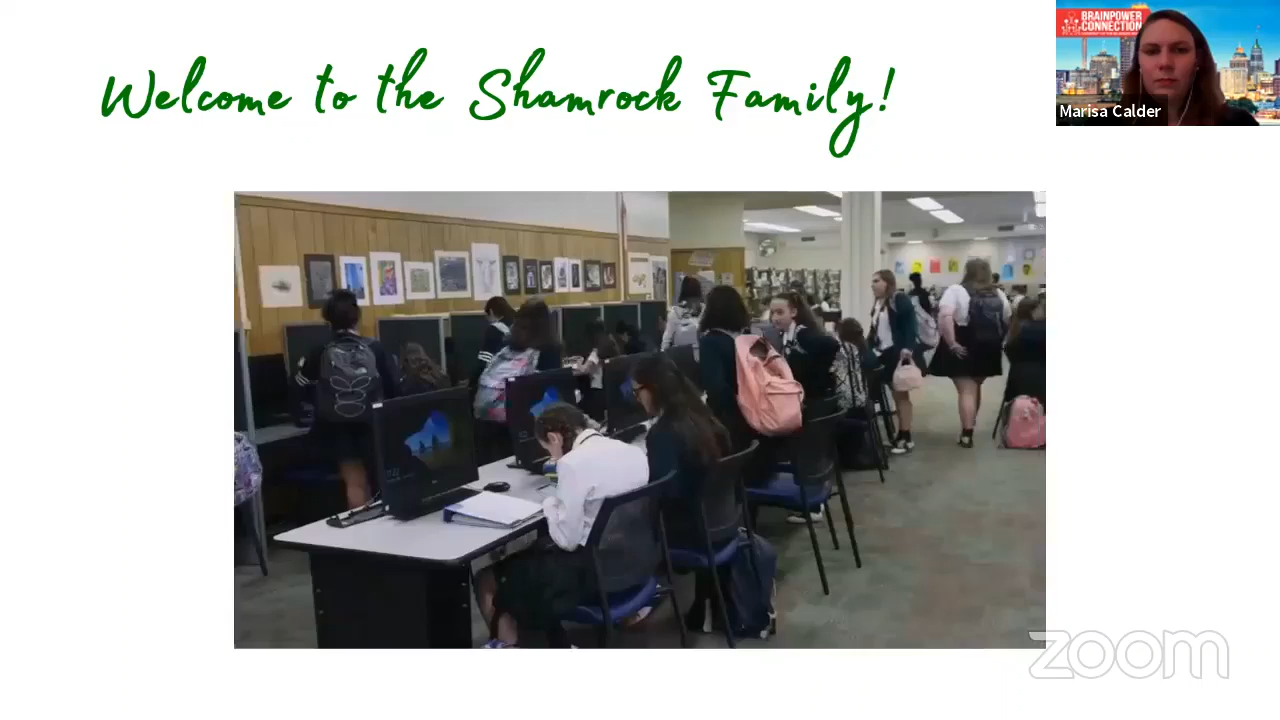 Welcome to the Shamrock Family!
BRAINPOWER
CONNECTION
Marisa Calder
zoom